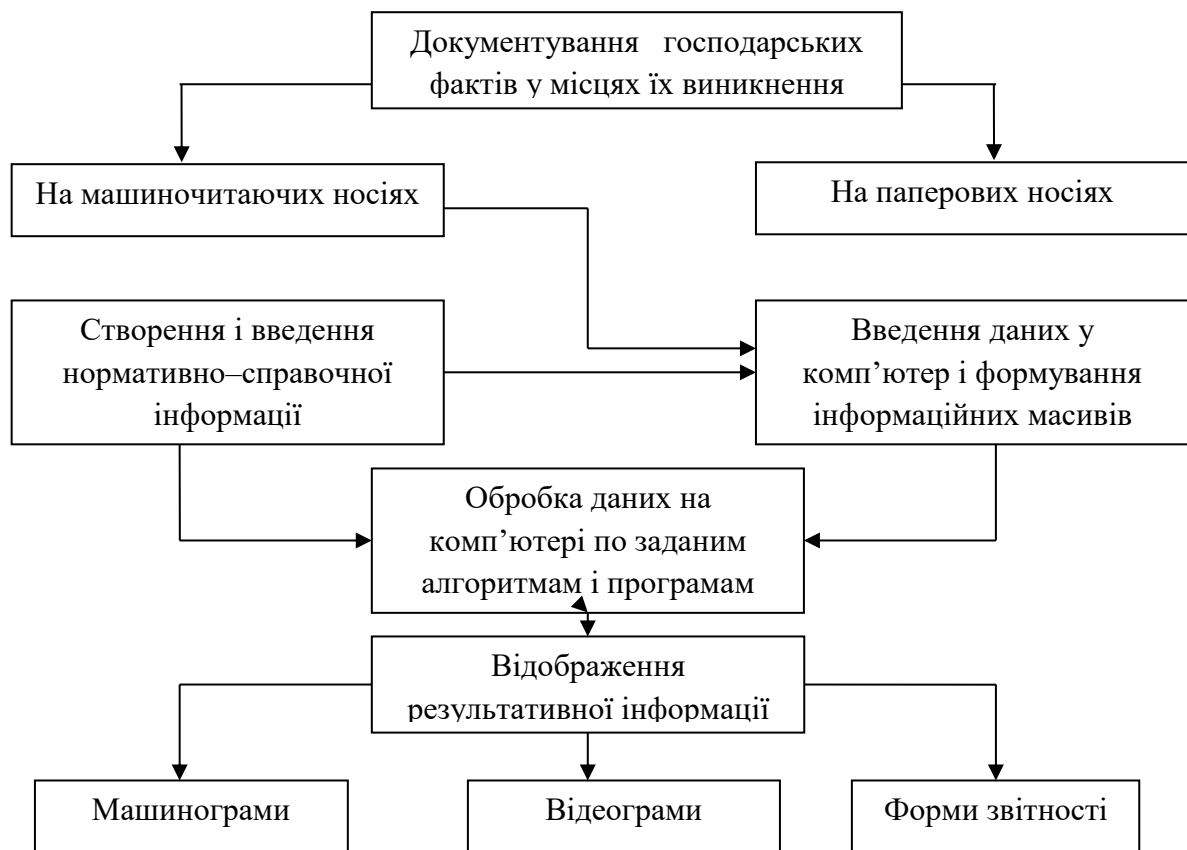 Документування господарських
фактів у місцях їх виникнення
На машиночитаючих носіях
На паперових носіях
Створення і введення
нормативно–справочної
інформації
Введення даних у
комп’ютер і формування
інформаційних масивів
Обробка даних на
комп’ютері по заданим
алгоритмам і програмам
Відображення
результативної інформації
Машинограми
Відеограми
Форми звітності